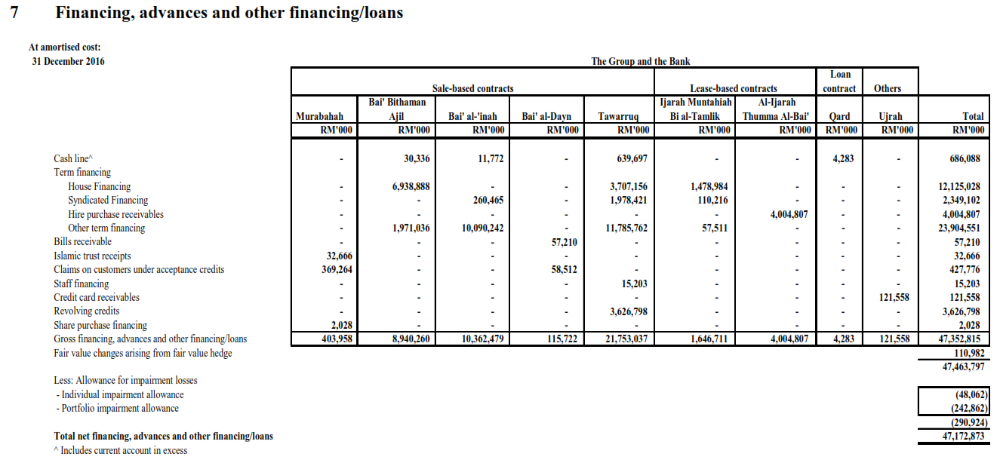 7 Financing, advances and other financing/loans
At amortised cost:
31 December 2016 The Group and the Bank
Loan
Sale-based contracts Lease-based contracts contract Others
Bai' Bithaman Ijarah Muntahiah Al-Ijarah
Murabahah Ajil Bai' al-'inah Bai' al-Dayn Tawarruq Bi al-Tamlik Thumma Al-Bai' Qard Ujrah Total
RM'000 RM'000 RM'000 RM'000 RM'000 RM'000 RM'000 RM'000 RM'000 RM'000
Cash line^ - 30,336 11,772 - 639,697 - - 4,283 - 686,088
Term financing
House Financing - 6,938,888 - - 3,707,156 1,478,984 - - - 12,125,028
Syndicated Financing - - 260,465 - 1,978,421 110,216 - - - 2,349,102
Hire purchase receivables - - - - - - 4,004,807 - - 4,004,807
Other term financing - 1,971,036 10,090,242 - 11,785,762 57,511 - - - 23,904,551
Bills receivable - - - 57,210 - - - - - 57,210
Islamic trust receipts 32,666 - - - - - - - - 32,666
Claims on customers under acceptance credits 369,264 - - 58,512 - - - - - 427,776
Staff financing - - - - 15,203 - - - - 15,203
Credit card receivables - - - - - - - - 121,558 121,558
Revolving credits - - - - 3,626,798 - - - - 3,626,798
Share purchase financing 2,028 - - - - - - - - 2,028
Gross financing, advances and other financing/loans 403,958 8,940,260 10,362,479 115,722 21,753,037 1,646,711 4,004,807 4,283 121,558 47,352,815
Fair value changes arising from fair value hedge 110,982
47,463,797
Less: Allowance for impairment losses
- Individual impairment allowance (48,062)
- Portfolio impairment allowance (242,862)
(290,924)
Total net financing, advances and other financing/loans 47,172,873
^ Includes current account in excess